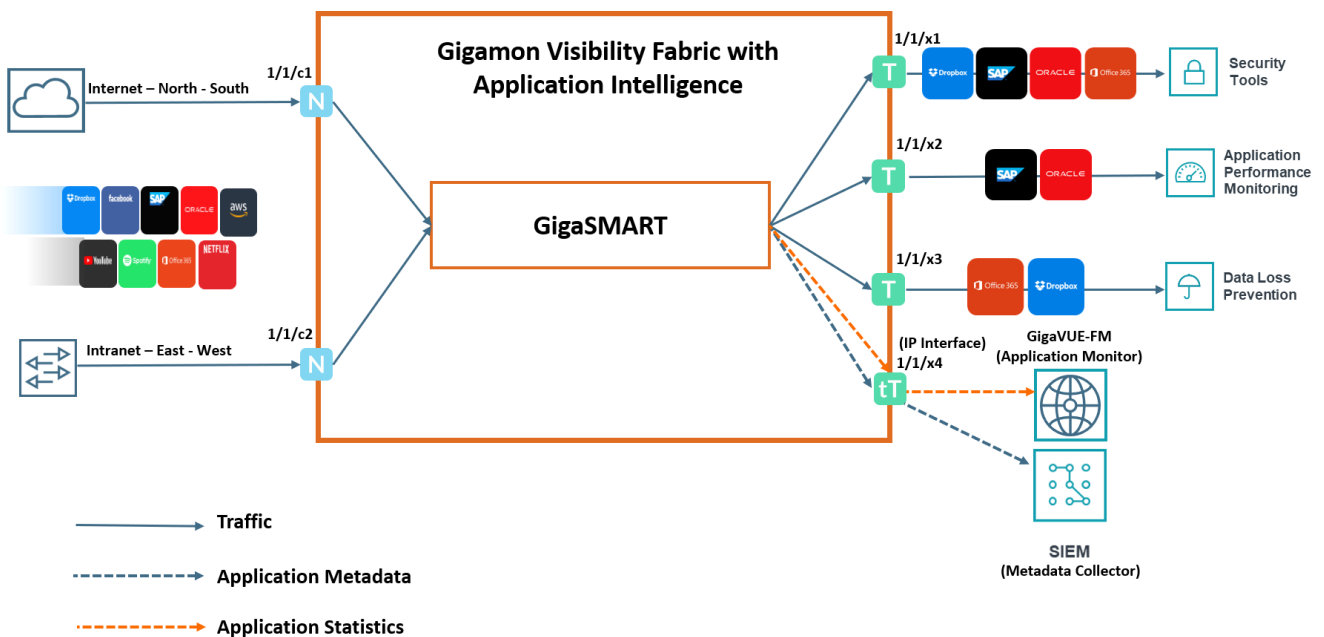 Gigamon Visibility Fabric with
Application Intelligence
1/1/c1
Internet – North - South
N
1/1/x1
T
Dropbox
SAP
ORACLE
Office 365
Security
Tools
1/1/x2
T
SAP
ORACLE
Application
Performance
Monitoring
Dropbox
facebook
SAP
ORACLE
aws
YouTube
Spotify
Office 365
NETFLIX
GigaSMART
1/1/x3
T
Office 365
Dropbox
Data Loss
Prevention
1/1/c2
Intranet – East - West
N
(IP Interface)
1/1/x4
tT
GigaVUE-FM
(Application Monitor)
SIEM
(Metadata Collector)
Traffic
Application Metadata
Application Statistics